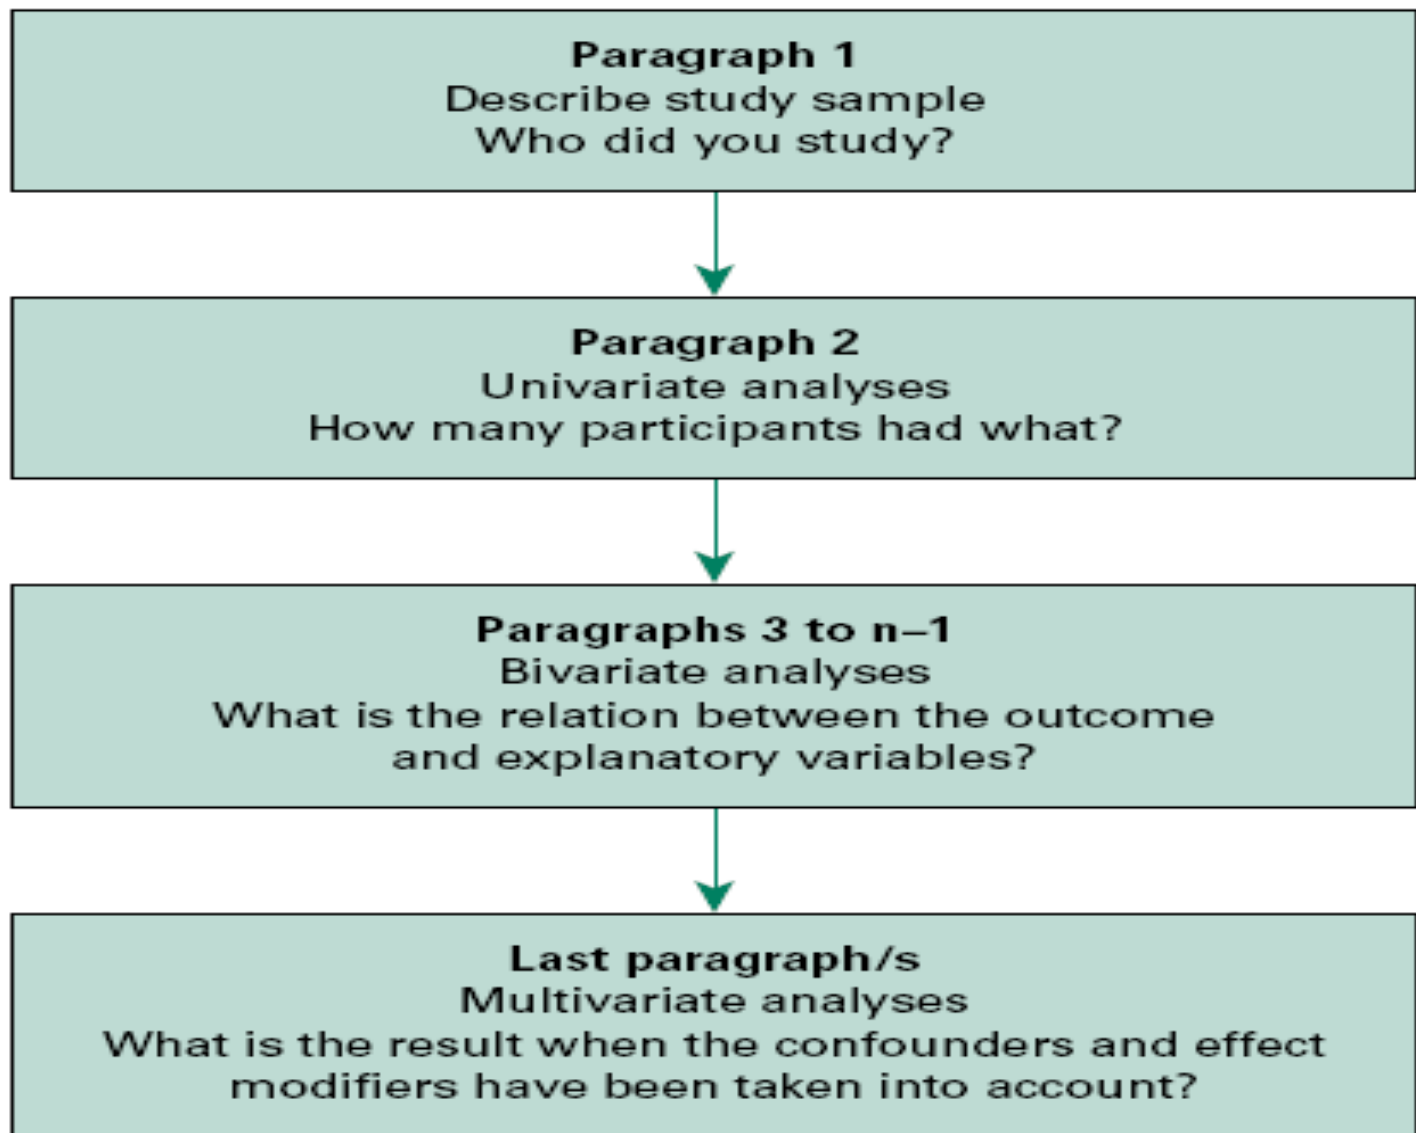 Paragraph 1
Describe study sample
Who did you study?
Paragraph 2
Univariate analyses
How many participants had what?
Paragraphs 3 to n–1
Bivariate analyses
What is the relation between the outcome
and explanatory variables?
Last paragraph/s
Multivariate analyses
What is the result when the confounders and effect
modifiers have been taken into account?